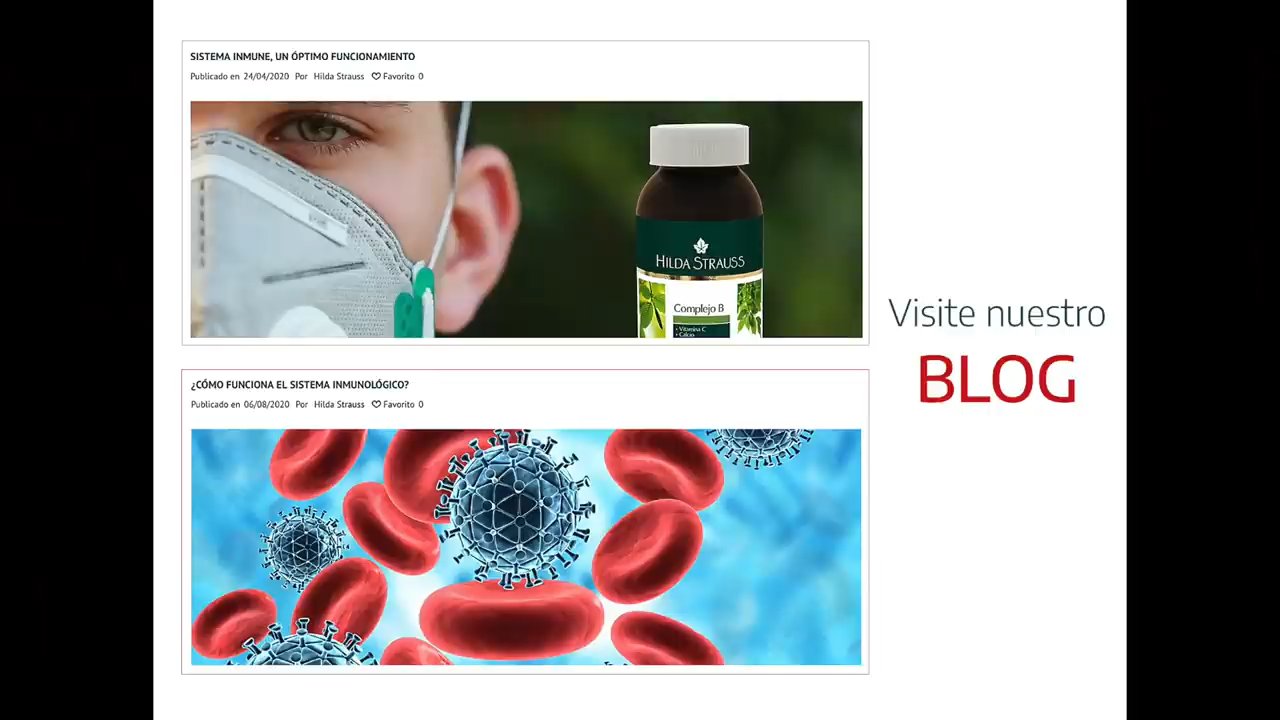 SISTEMA INMUNE, UN ÓPTIMO FUNCIONAMIENTO
Publicado en 24/04/2020 Por Hilda Strauss Favorito 0
HILDA STRAUSS
Complejo B
• Vitamina C
• Calcio
¿CÓMO FUNCIONA EL SISTEMA INMUNOLÓGICO?
Publicado en 06/08/2020 Por Hilda Strauss Favorito 0
Visite nuestro
BLOG